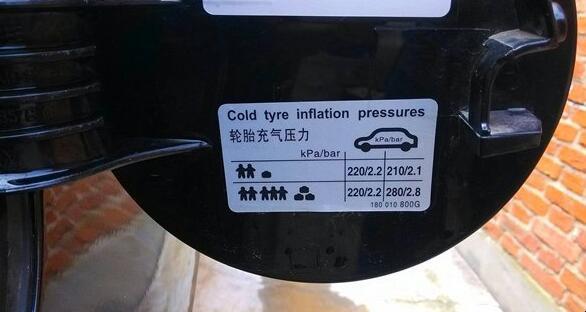 Cold tyre inflation pressures
轮胎充气压力
kPa/bar
kPa/bar
220/2.2 210/2.1
220/2.2 280/2.8
180 010 800G